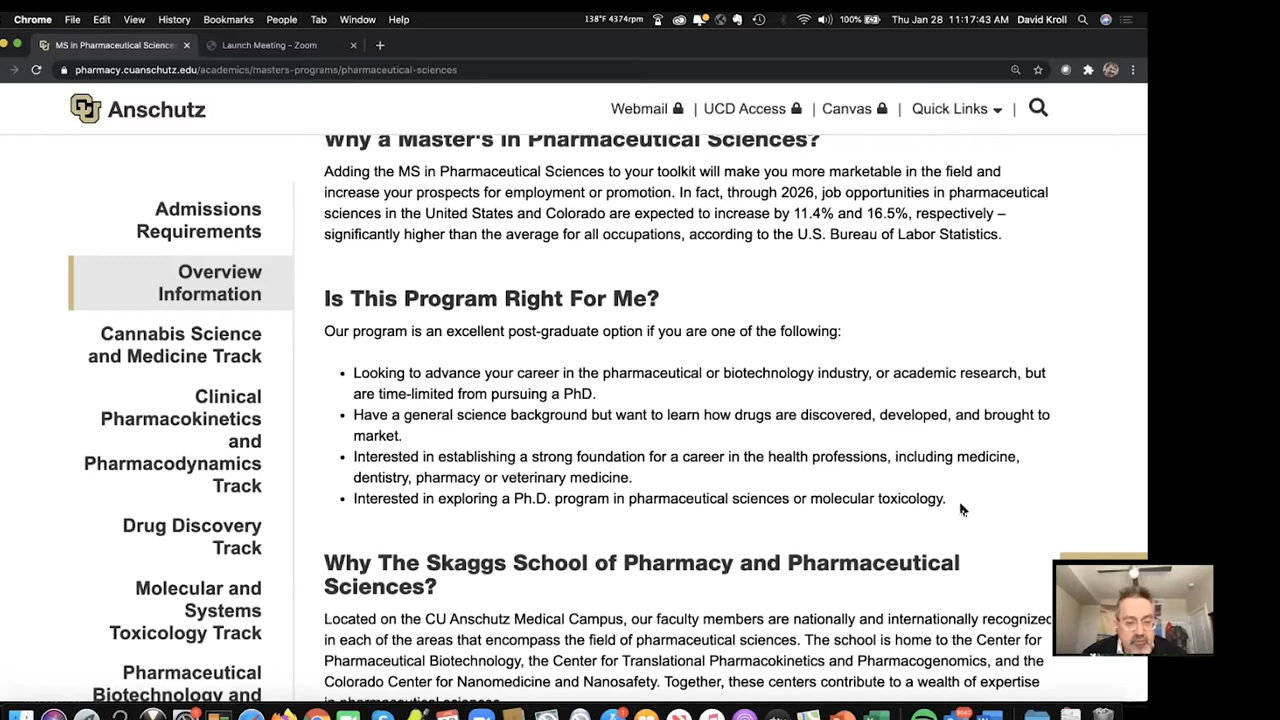 Chrome File Edit View History Bookmarks People Tab Window Help 138°F 4374rpm 100% Thu Jan 28 11:17:43 AM David Kroll
MS in Pharmaceutical Science
Launch Meeting - Zoom
pharmacy.cuanschutz.edu/academics/masters-programs/pharmaceutical-sciences
CU Anschutz
Webmail | UCD Access | Canvas | Quick Links |
Why a Master's in Pharmaceutical Sciences?
Adding the MS in Pharmaceutical Sciences to your toolkit will make you more marketable in the field and
increase your prospects for employment or promotion. In fact, through 2026, job opportunities in pharmaceutical
sciences in the United States and Colorado are expected to increase by 11.4% and 16.5%, respectively –
significantly higher than the average for all occupations, according to the U.S. Bureau of Labor Statistics.
Admissions
Requirements
Overview
Information
Cannabis Science
and Medicine Track
Clinical
Pharmacokinetics
and
Pharmacodynamics
Track
Drug Discovery
Track
Molecular and
Systems
Toxicology Track
Pharmaceutical
Biotechnology and
Is This Program Right For Me?
Our program is an excellent post-graduate option if you are one of the following:
• Looking to advance your career in the pharmaceutical or biotechnology industry, or academic research, but
are time-limited from pursuing a PhD.
• Have a general science background but want to learn how drugs are discovered, developed, and brought to
market.
• Interested in establishing a strong foundation for a career in the health professions, including medicine,
dentistry, pharmacy or veterinary medicine.
• Interested in exploring a Ph.D. program in pharmaceutical sciences or molecular toxicology.
Why The Skaggs School of Pharmacy and Pharmaceutical
Sciences?
Located on the CU Anschutz Medical Campus, our faculty members are nationally and internationally recognized
in each of the areas that encompass the field of pharmaceutical sciences. The school is home to the Center for
Pharmaceutical Biotechnology, the Center for Translational Pharmacokinetics and Pharmacogenomics, and the
Colorado Center for Nanomedicine and Nanosafety. Together, these centers contribute to a wealth of expertise
in pharmaceutical sciences.